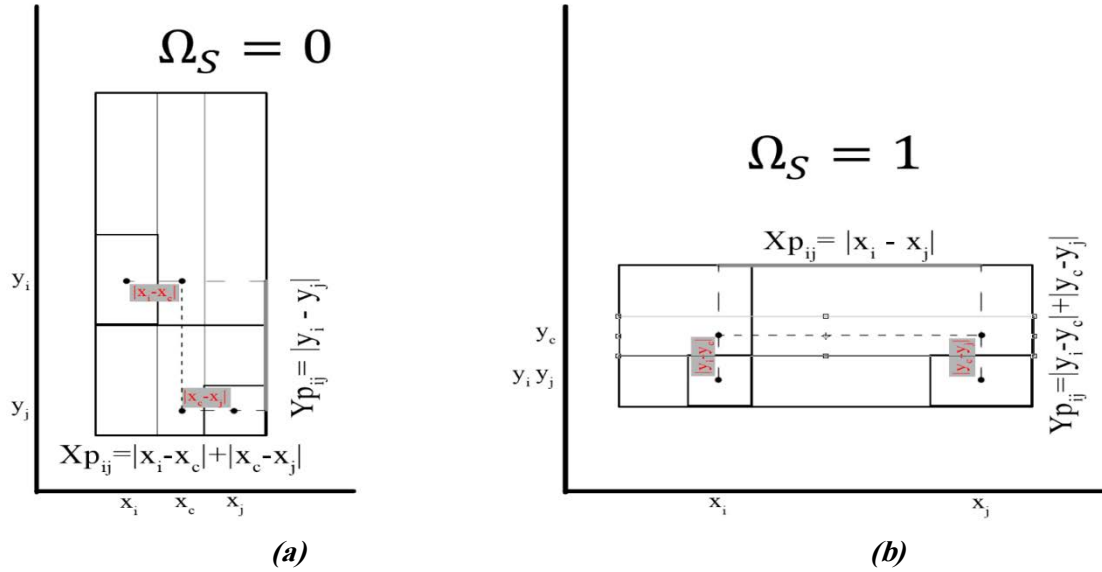 Ω_S = 0
y_i
|x_i-x_c|
Yp_ij= |y_i - y_j|
|x_c-x_j|
y_j
Xp_ij=|x_i-x_c|+|x_c-x_j|
x_i x_c x_j
(a)
Ω_S = 1
Xp_ij= |x_i - x_j|
Yp_ij=|y_i-y_c|+|y_c-y_j|
y_c
|y_i-y_c|
|y_c-y_j|
y_i y_j
x_i x_j
(b)